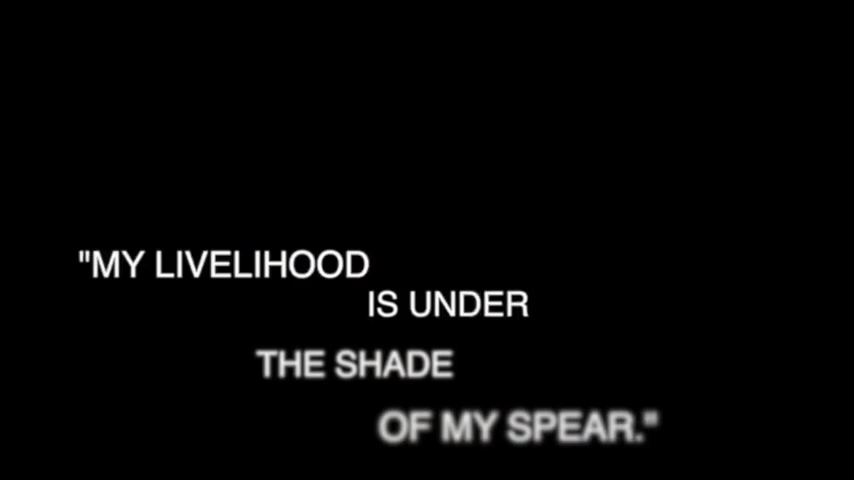 "MY LIVELIHOOD
IS UNDER
THE SHADE
OF MY SPEAR."